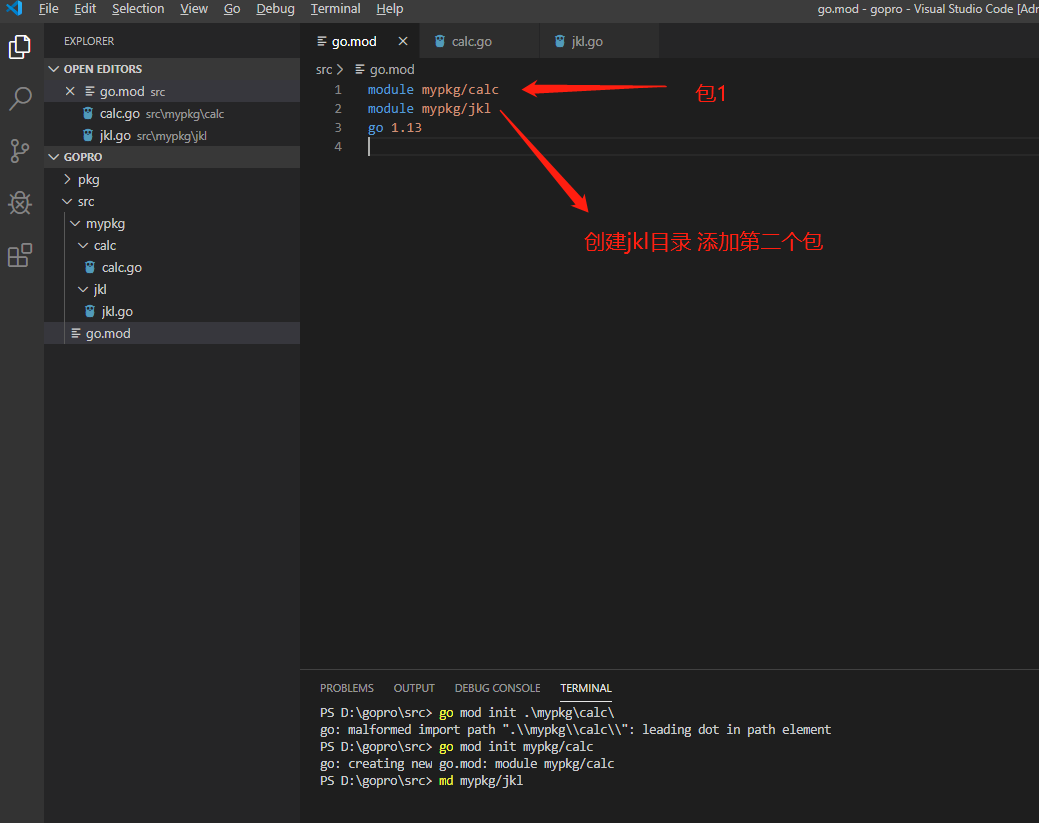 File Edit Selection View Go Debug Terminal Help
go.mod - gopro - Visual Studio Code [Adr
EXPLORER
OPEN EDITORS
go.mod src
calc.go src\mypkg\calc
jkl.go src\mypkg\jkl
GOPRO
pkg
src
mypkg
calc
calc.go
jkl
jkl.go
go.mod
go.mod calc.go jkl.go
src > go.mod
1 module mypkg/calc
2 module mypkg/jkl
3 go 1.13
4
包1
创建jkl目录 添加第二个包
PROBLEMS OUTPUT DEBUG CONSOLE TERMINAL
PS D:\gopro\src> go mod init .\mypkg\calc\
go: malformed import path ".\\mypkg\\calc\\": leading dot in path element
PS D:\gopro\src> go mod init mypkg/calc
go: creating new go.mod: module mypkg/calc
PS D:\gopro\src> md mypkg/jkl